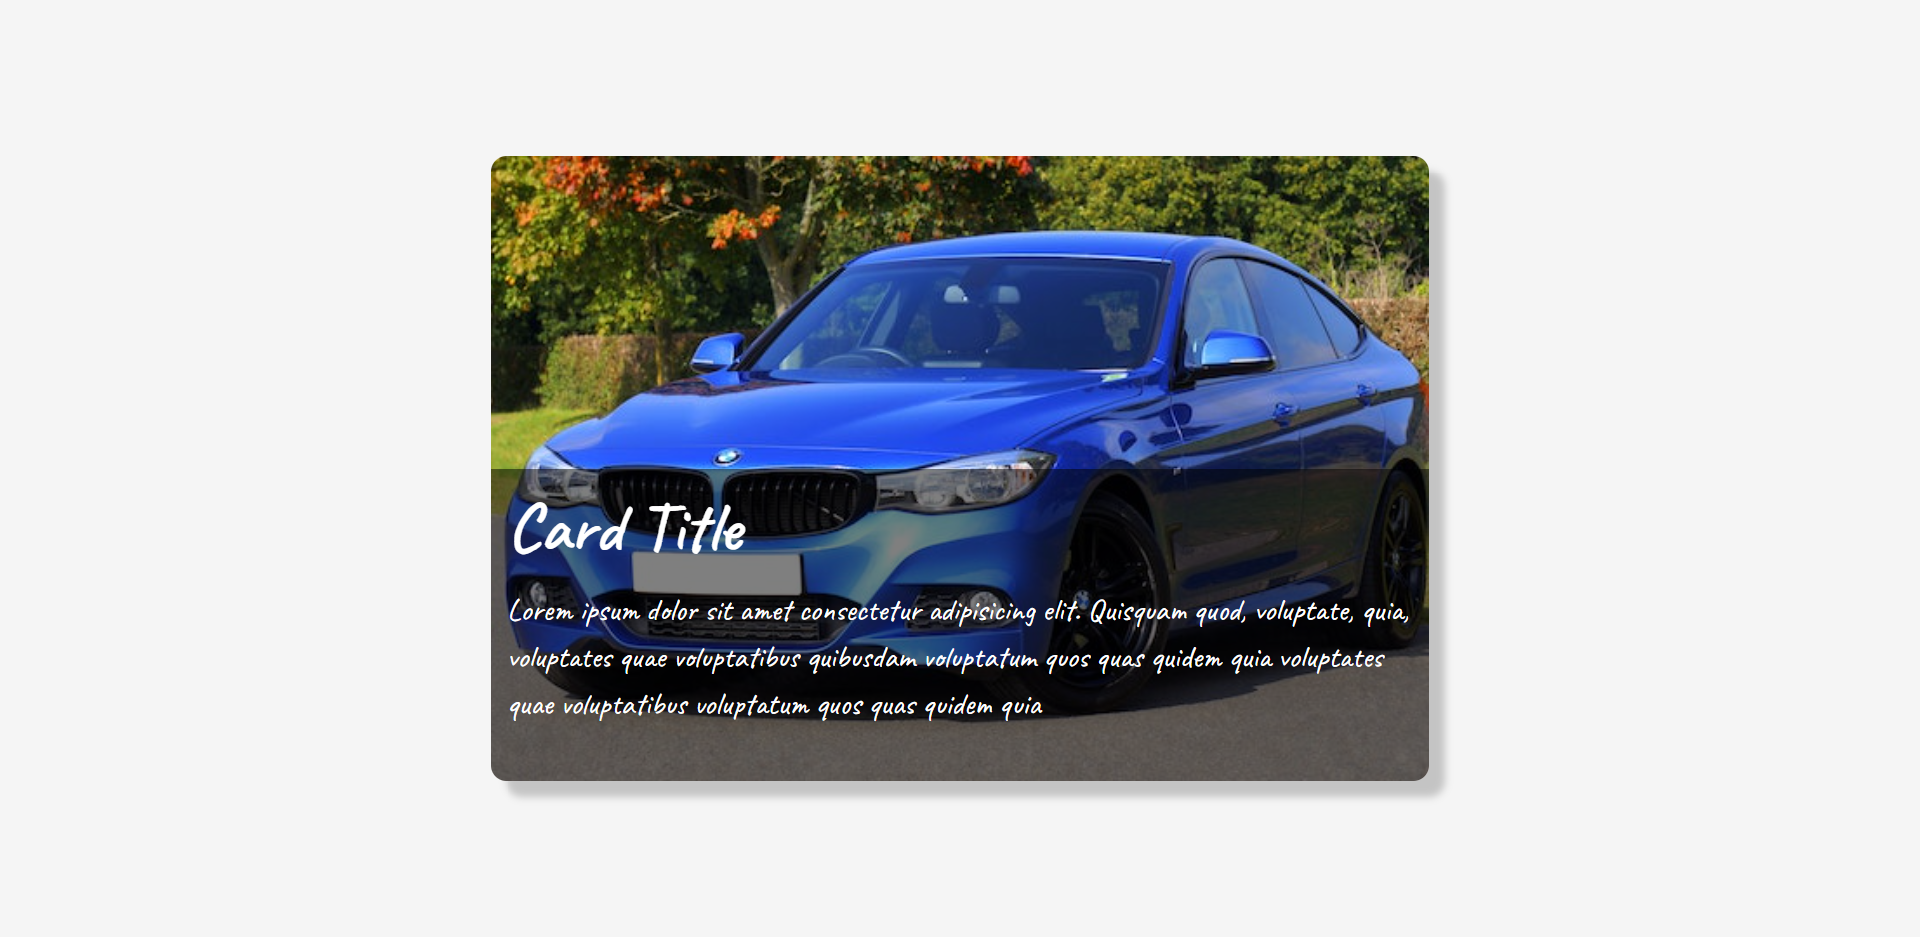 Card Title
Lorem ipsum dolor sit amet consectetur adipisicing elit. Quisquam quod, voluptate, quia,
voluptates quae voluptatibus quibusdam voluptatum quos quas quidem quia voluptates
quae voluptatibus voluptatum quos quas quidem quia